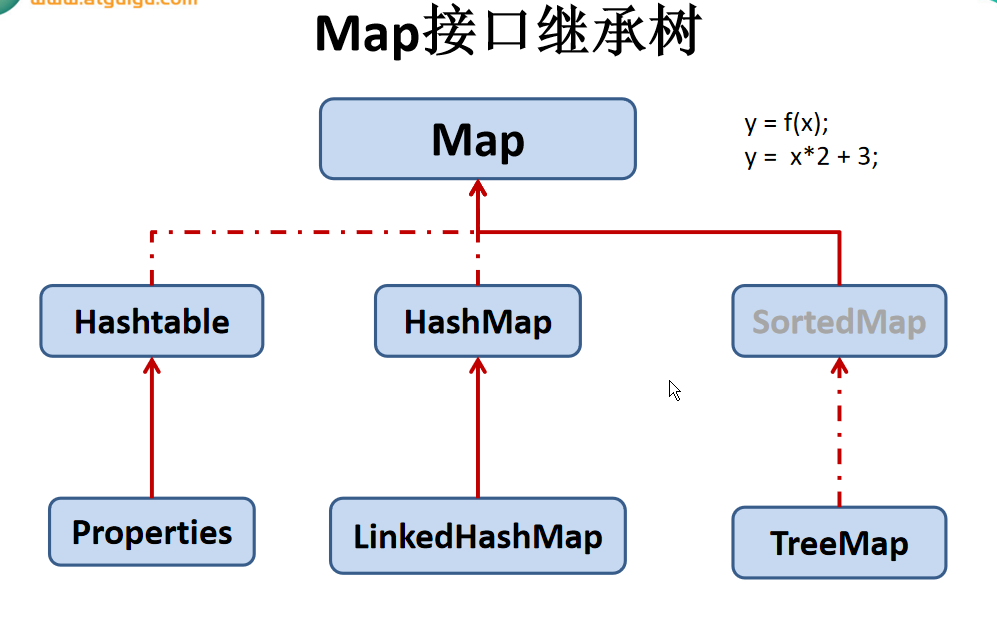 www.atguigu.com
Map接口继承树
Map
y = f(x);
y = x*2 + 3;
Hashtable
HashMap
SortedMap
Properties
LinkedHashMap
TreeMap